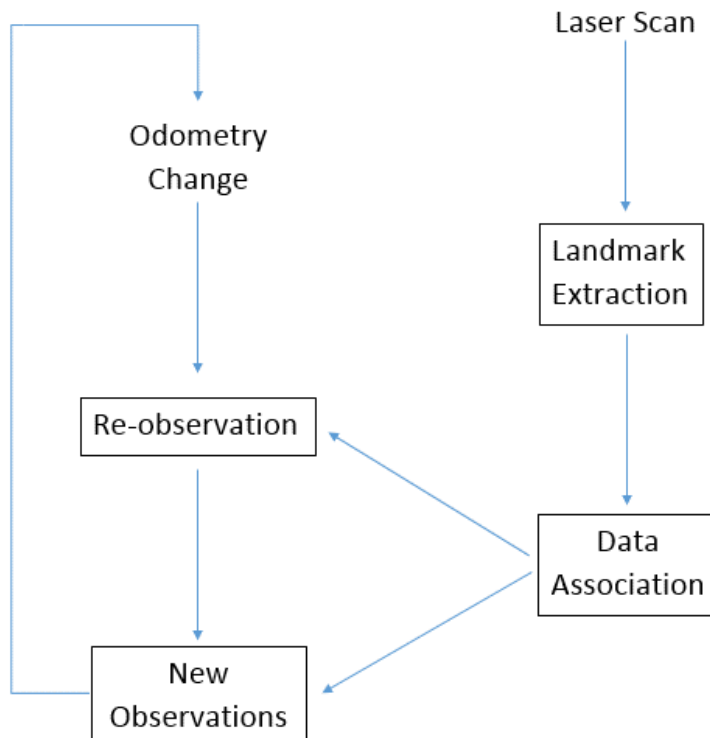 Laser Scan
Odometry
Change
Landmark
Extraction
Re-observation
Data
Association
New
Observations